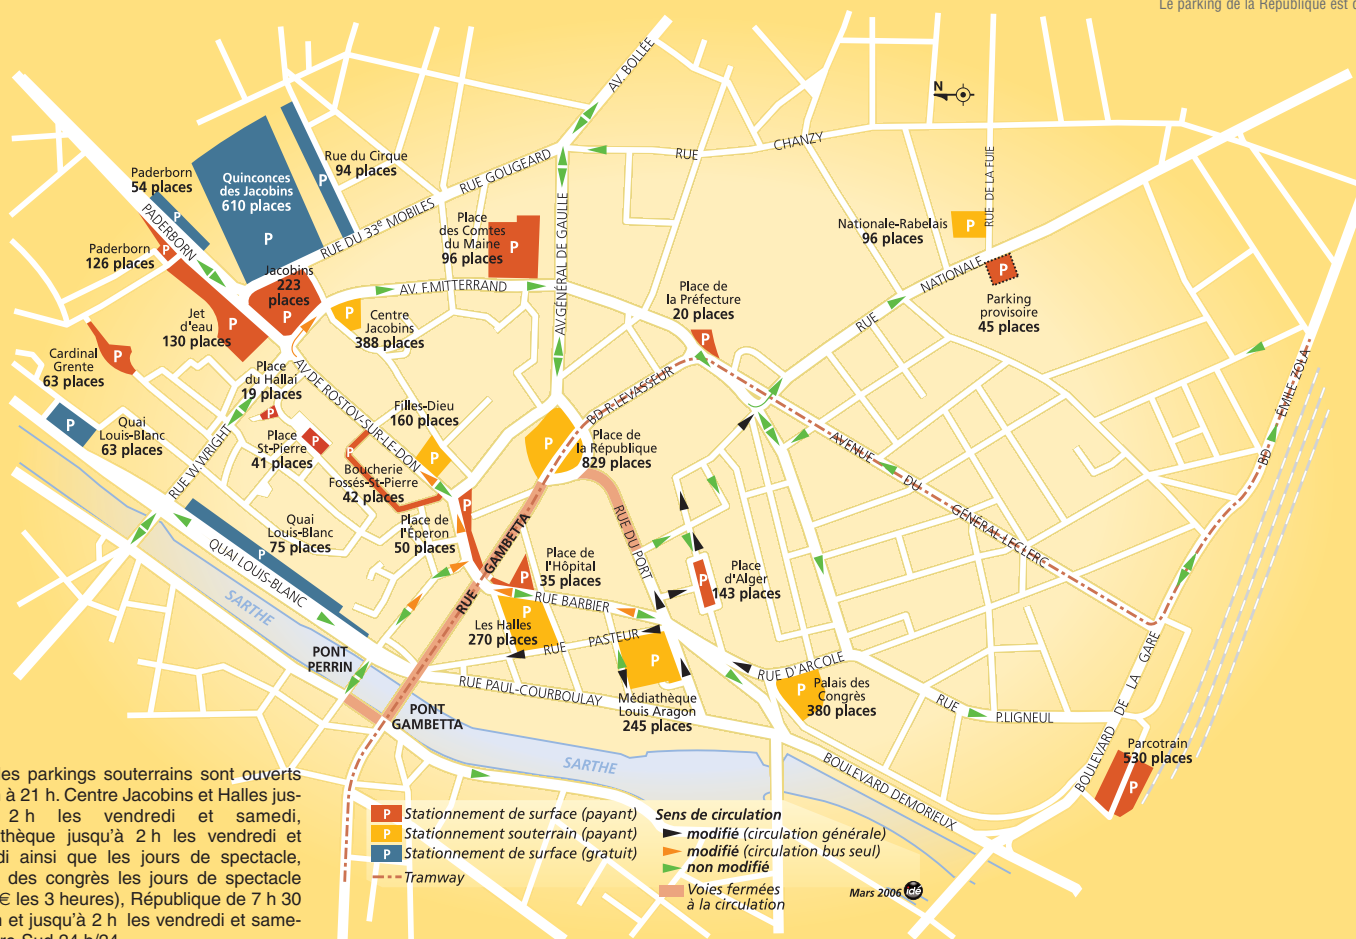 Le parking de la République est
AV. BOLLÉE
N
RUE
CHANZY
RUE DE LA FUIE
Rue du Cirque
94 places
P
Paderborn
54 places
P
Quinconces
des Jacobins
610 places
P
RUE GOUGEARD
PADERBORN
RUE DU 33e MOBILES
AV. GÉNÉRAL DE GAULLE
Place
des Comtes
du Maine
96 places
P
Nationale-Rabelais
96 places
P
Paderborn
126 places
P
Jacobins
223
places
P
AV. F.MITTERRAND
NATIONALE
P
RUE
Parking
provisoire
45 places
Place de
la Préfecture
20 places
P
Jet
d'eau
130 places
P
P
Centre
Jacobins
388 places
Cardinal
Grente
63 places
P
Place
du Hallai
19 places
P
AV. DE ROSTOV-SUR-LE-DON
BD R.LEVASSEUR
BD ÉMILE ZOLA
Filles-Dieu
160 places
P
P
Quai
Louis-Blanc
63 places
RUE W.WRIGHT
Place
St-Pierre
41 places
P
P
Boucherie
Fossés-St-Pierre
42 places
P
Place de
la République
829 places
AVENUE DU GÉNÉRAL-LECLERC
Quai
Louis-Blanc
75 places
P
Place de
l'Éperon
50 places
P
RUE GAMBETTA
RUE DU PORT
QUAI LOUIS-BLANC
SARTHE
Place de
l'Hôpital
35 places
P
RUE BARBIER
Place
d'Alger
143 places
P
Les Halles
270 places
P
RUE PASTEUR
PONT
PERRIN
RUE PAUL-COURBOULAY
P
Médiathèque
Louis Aragon
245 places
RUE D'ARCOLE
P
Palais des
Congrès
380 places
RUE P.LIGNEUL
BOULEVARD DE LA GARE
PONT
GAMBETTA
SARTHE
BOULEVARD DEMORIEUX
Parcotrain
530 places
P
es parkings souterrains sont ouverts
à 21 h. Centre Jacobins et Halles jus-
2 h les vendredi et samedi,
thèque jusqu'à 2 h les vendredi et
di ainsi que les jours de spectacle,
des congrès les jours de spectacle
€ les 3 heures), République de 7 h 30
et jusqu'à 2 h les vendredi et same-
Sud 24 h/24
P Stationnement de surface (payant)
P Stationnement souterrain (payant)
P Stationnement de surface (gratuit)
Tramway
Sens de circulation
modifié (circulation générale)
modifié (circulation bus seul)
non modifié
Voies fermées
à la circulation
Mars 2006 idé